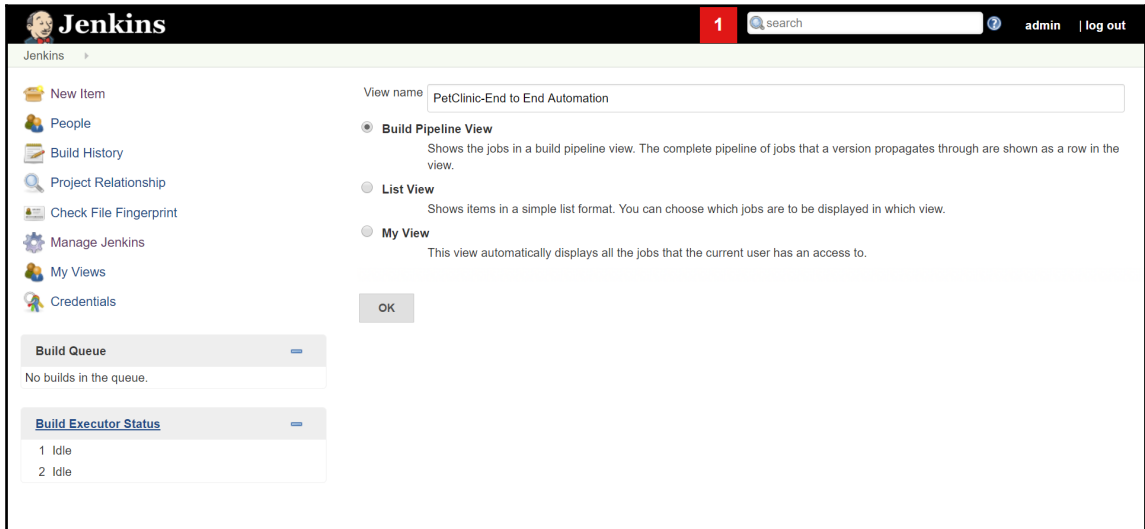 Jenkins
1
search
admin | log out
Jenkins
New Item
People
Build History
Project Relationship
Check File Fingerprint
Manage Jenkins
My Views
Credentials
Build Queue
No builds in the queue.
Build Executor Status
1 Idle
2 Idle
View name PetClinic-End to End Automation
Build Pipeline View
Shows the jobs in a build pipeline view. The complete pipeline of jobs that a version propagates through are shown as a row in the
view.
List View
Shows items in a simple list format. You can choose which jobs are to be displayed in which view.
My View
This view automatically displays all the jobs that the current user has an access to.
OK